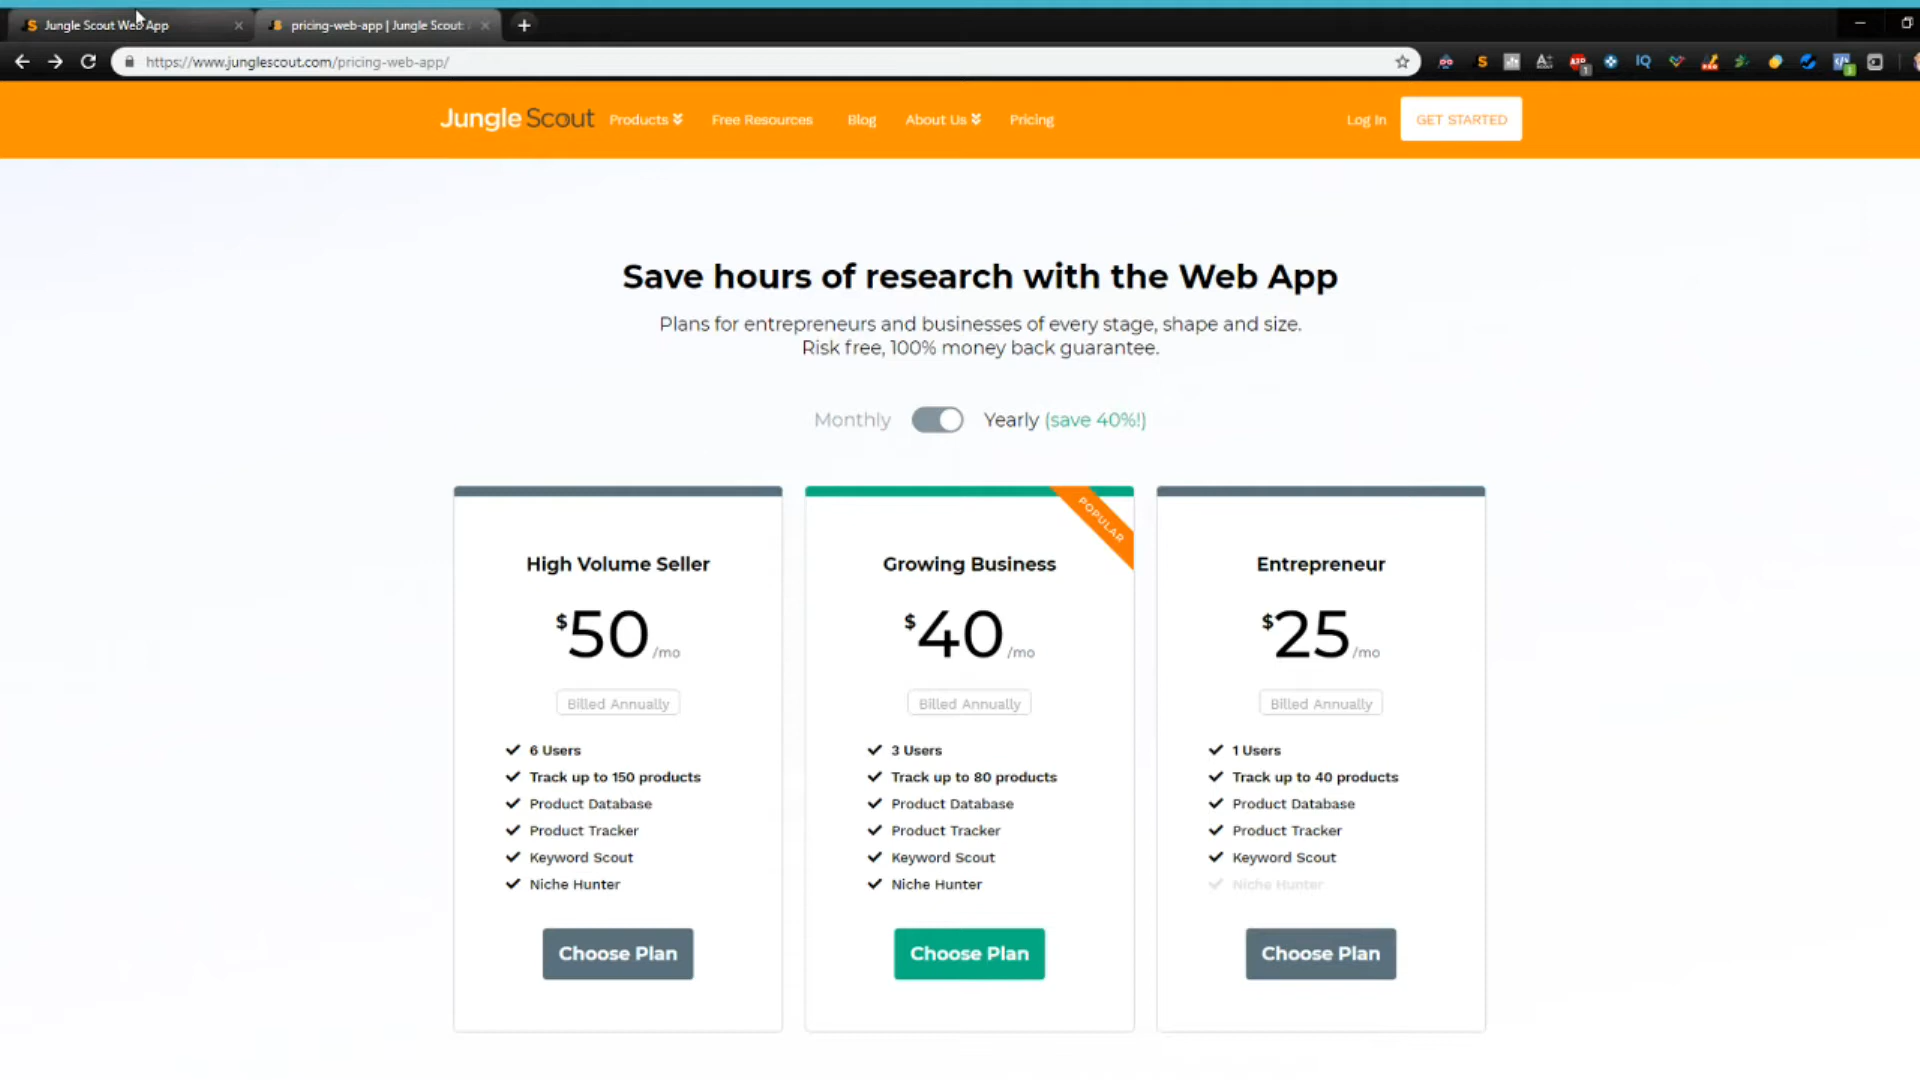 Jungle Scout Web App
pricing-web-app | Jungle Scout:
https://www.junglescout.com/pricing-web-app/
Jungle Scout
Products
Free Resources
Blog
About Us
Pricing
Log In
GET STARTED
Save hours of research with the Web App
Plans for entrepreneurs and businesses of every stage, shape and size.
Risk free, 100% money back guarantee.
Monthly
Yearly (save 40%!)
High Volume Seller
$50 /mo
Billed Annually
6 Users
Track up to 150 products
Product Database
Product Tracker
Keyword Scout
Niche Hunter
Choose Plan
POPULAR
Growing Business
$40 /mo
Billed Annually
3 Users
Track up to 80 products
Product Database
Product Tracker
Keyword Scout
Niche Hunter
Choose Plan
Entrepreneur
$25 /mo
Billed Annually
1 Users
Track up to 40 products
Product Database
Product Tracker
Keyword Scout
Niche Hunter
Choose Plan